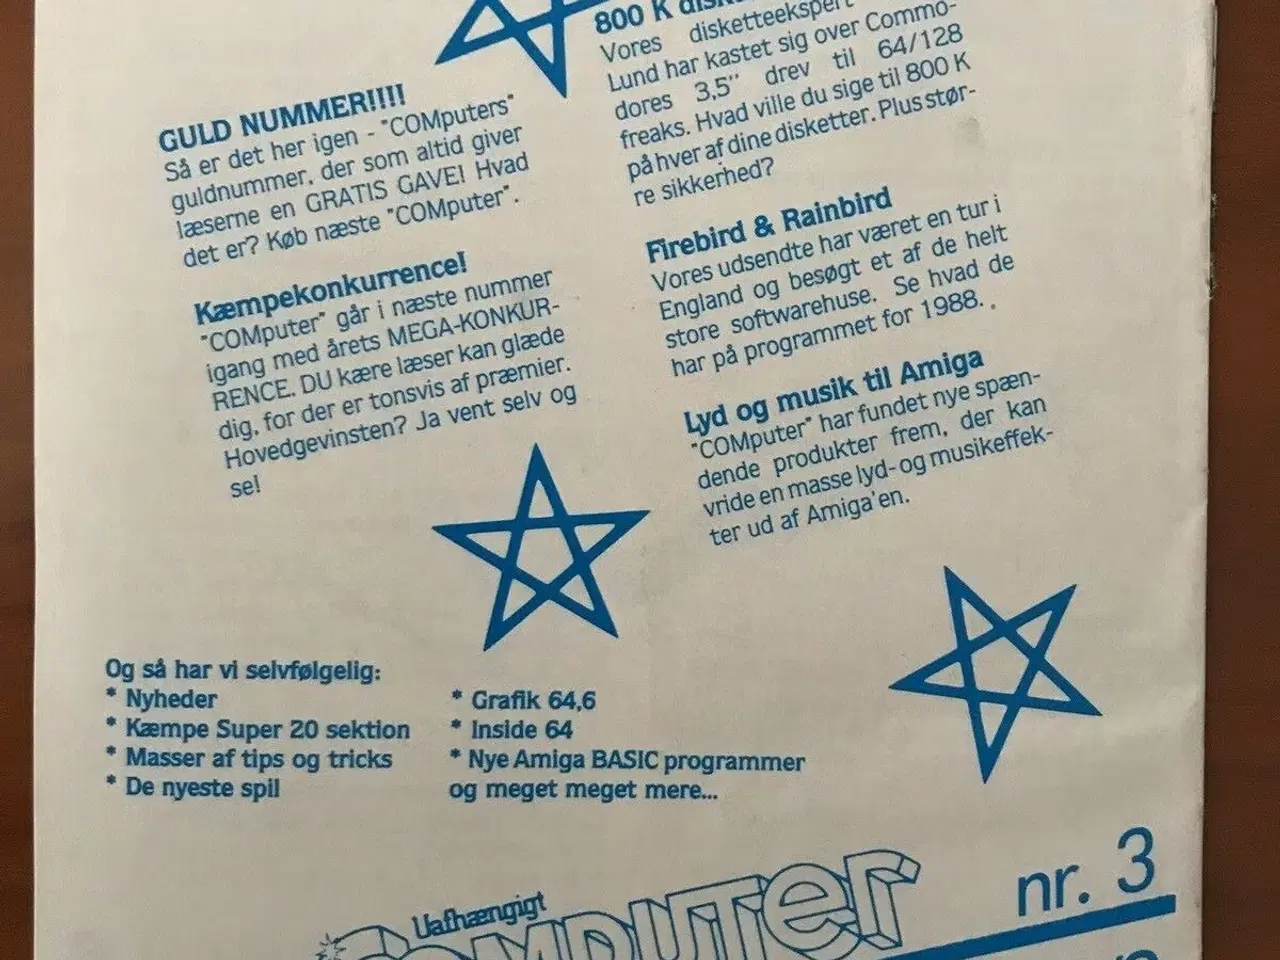 GULD NUMMER!!!!
Så er det her igen - "COMputers"
guldnummer, der som altid giver
læserne en GRATIS GAVE! Hvad
det er? Køb næste "COMputer".
Kæmpekonkurrence!
"COMputer" går i næste nummer
igang med årets MEGA-KONKUR-
RENCE. DU kære læser kan glæde
dig, for der er tonsvis af præmier.
Hovedgevinsten? Ja vent selv og
se!
800 K
Vores disketteekspert
Lund har kastet sig over Commo-
dores 3,5" drev til 64/128
freaks. Hvad ville du sige til 800 K
på hver af dine disketter. Plus stør-
re sikkerhed?
Firebird & Rainbird
Vores udsendte har været en tur i
England og besøgt et af de helt
store softwarehuse. Se hvad de
har på programmet for 1988.
Lyd og musik til Amiga
"COMputer" har fundet nye spæn-
dende produkter frem, der kan
vride en masse lyd- og musikeffek-
ter ud af Amiga'en.
Og så har vi selvfølgelig:
* Nyheder
* Kæmpe Super 20 sektion
* Masser af tips og tricks
* De nyeste spil
* Grafik 64,6
* Inside 64
* Nye Amiga BASIC programmer
og meget meget mere...
Uafhængigt
COMPUTer
nr. 3